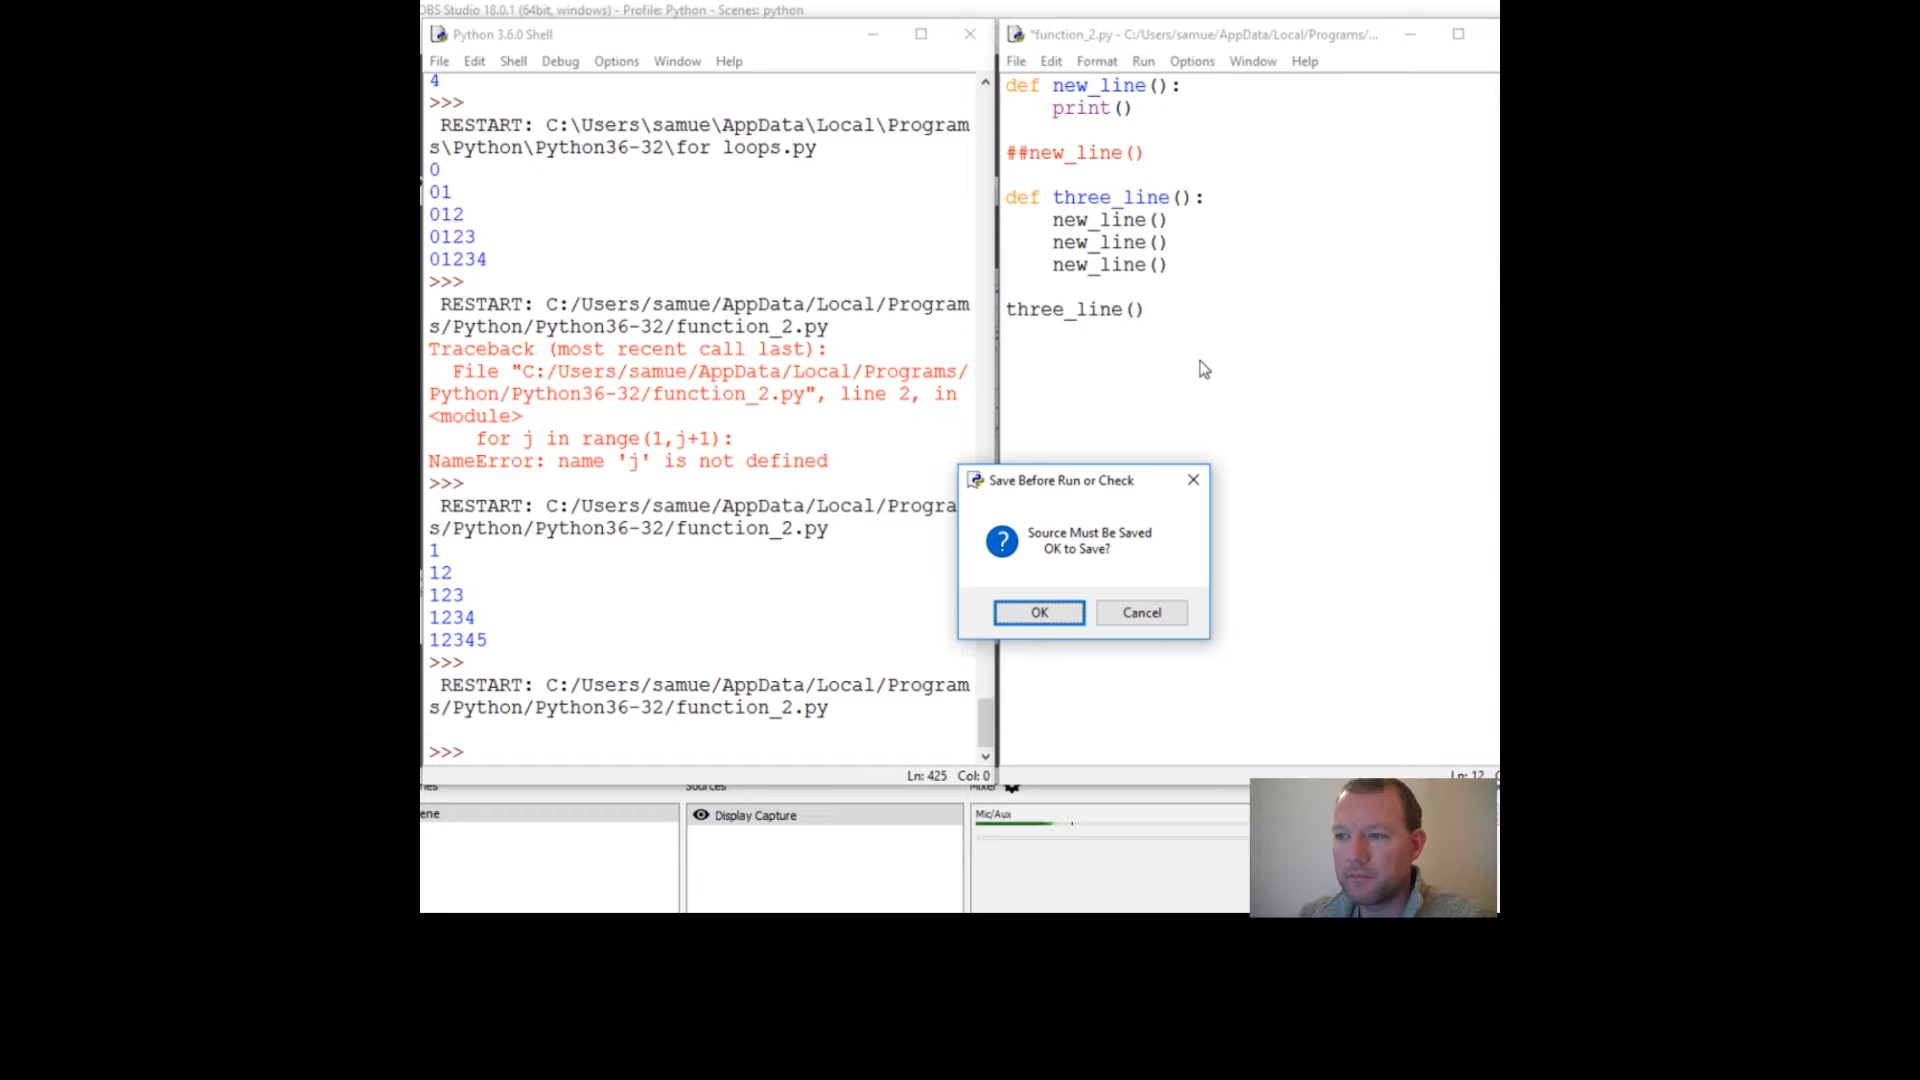 OBS Studio 18.0.1 (64bit, windows) - Profile: Python - Scenes: python
Python 3.6.0 Shell
File Edit Shell Debug Options Window Help
4
>>>
RESTART: C:\Users\samue\AppData\Local\Program
s\Python\Python36-32\for loops.py
0
01
012
0123
01234
>>>
RESTART: C:/Users/samue/AppData/Local/Program
s/Python/Python36-32/function_2.py
Traceback (most recent call last):
File "C:/Users/samue/AppData/Local/Programs/
Python/Python36-32/function_2.py", line 2, in
<module>
for j in range(1,j+1):
NameError: name 'j' is not defined
>>>
RESTART: C:/Users/samue/AppData/Local/Progra
s/Python/Python36-32/function_2.py
1
12
123
1234
12345
>>>
RESTART: C:/Users/samue/AppData/Local/Program
s/Python/Python36-32/function_2.py
>>>
Ln: 425 Col: 0
*function_2.py - C:/Users/samue/AppData/Local/Programs/...
File Edit Format Run Options Window Help
def new_line():
print()
##new_line()
def three_line():
new_line()
new_line()
new_line()
three_line()
Save Before Run or Check
Source Must Be Saved
OK to Save?
OK
Cancel
Ln: 12
Sources
Mixer
ene
Display Capture
Mic/Aux